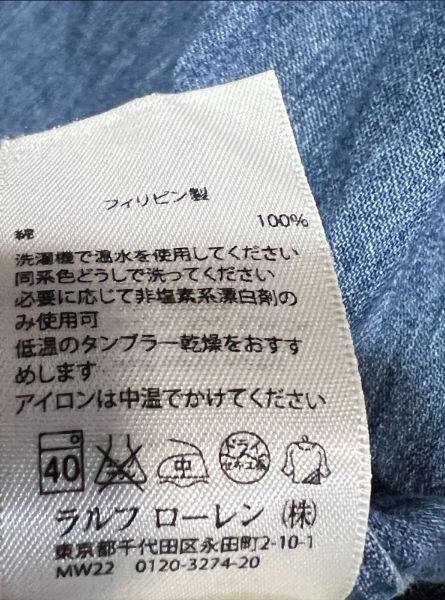 フィリピン製
綿 100%
洗濯機で温水を使用してください
同系色どうしで洗ってください
必要に応じて非塩素系漂白剤の
み使用可
低温のタンブラー乾燥をおすす
めします
アイロンは中温でかけてください
40 中 ドライ
セキユ系
ラルフ ローレン (株)
東京都千代田区永田町2-10-1
MW22 0120-3274-20